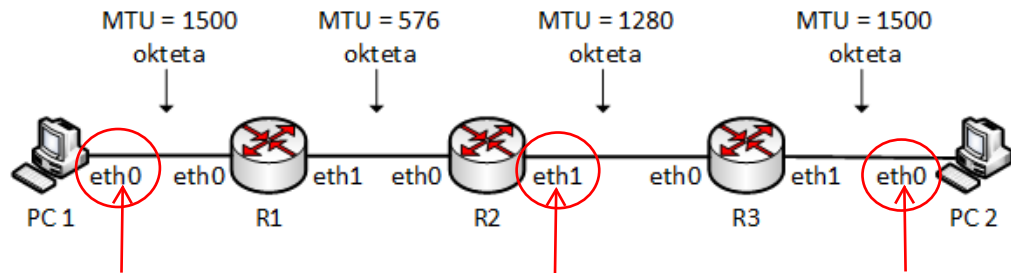 MTU = 1500 MTU = 576 MTU = 1280 MTU = 1500
okteta okteta okteta okteta
eth0 eth0 eth1 eth0 eth1 eth0 eth1 eth0
PC 1 R1 R2 R3 PC 2